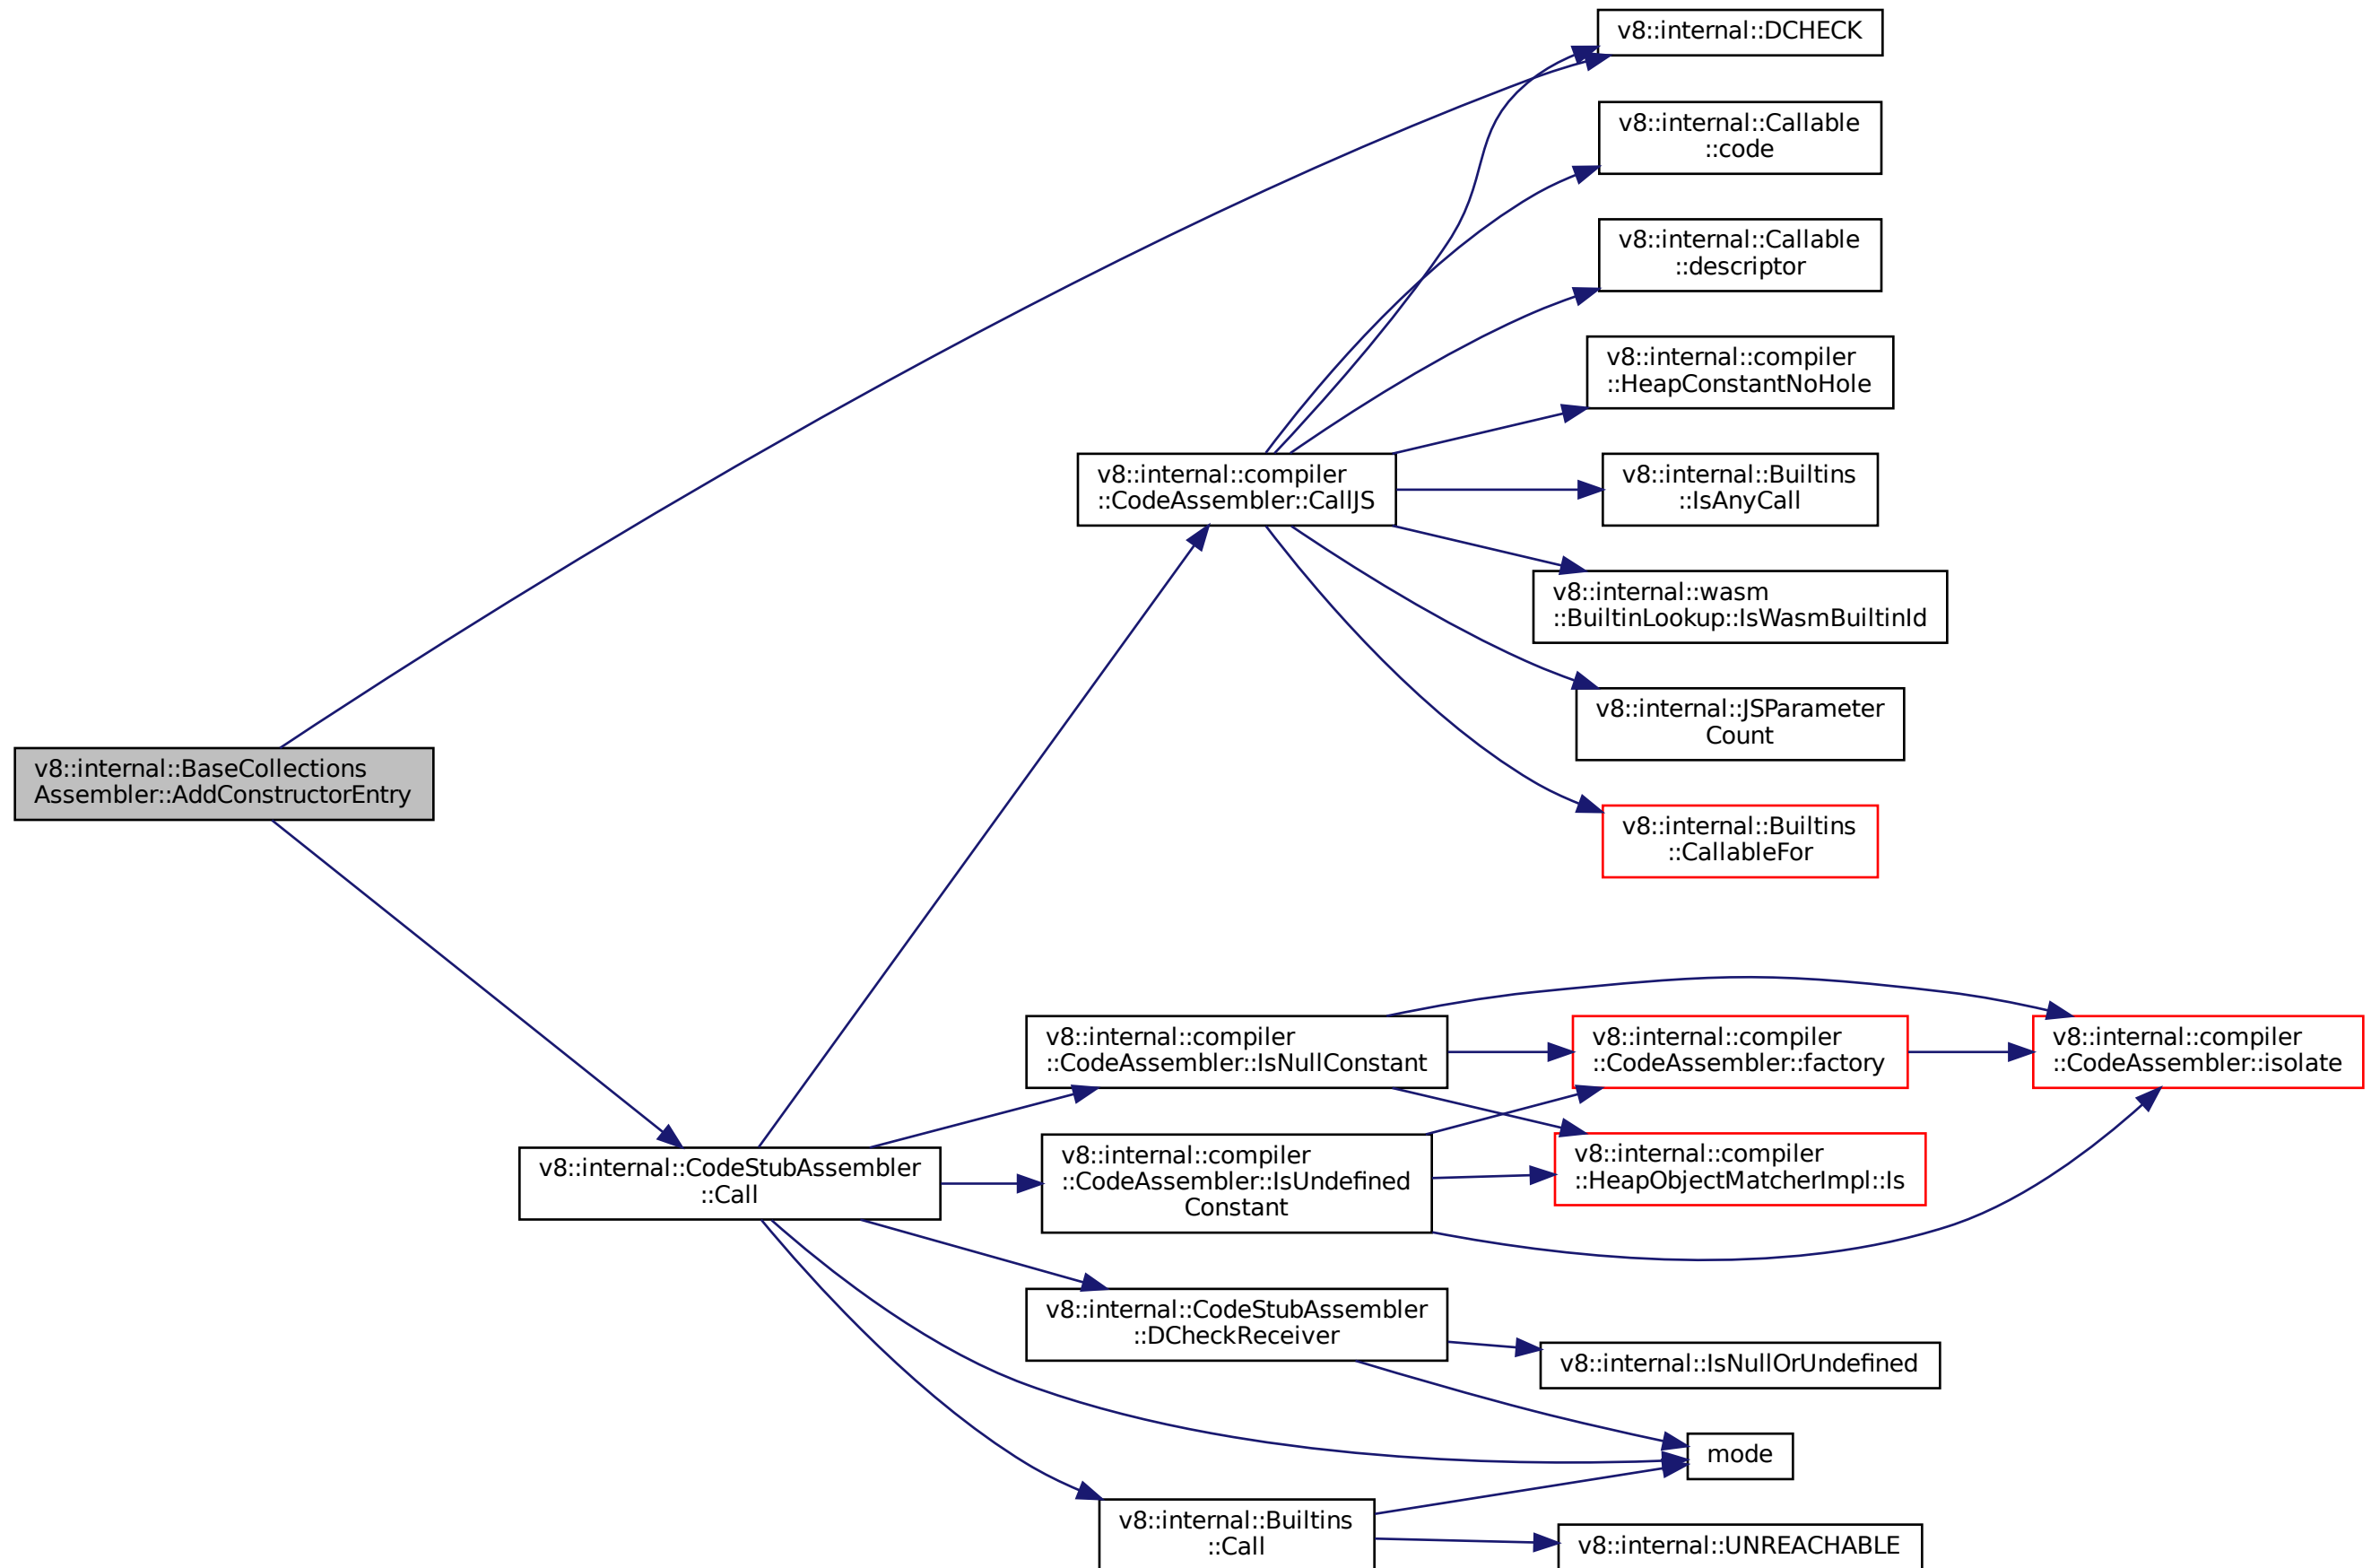 v8::internal::DCHECK
v8::internal::Callable
::code
v8::internal::Callable
::descriptor
v8::internal::compiler
::HeapConstantNoHole
v8::internal::compiler
::CodeAssembler::CallJS
v8::internal::Builtins
::IsAnyCall
v8::internal::wasm
::BuiltinLookup::IsWasmBuiltinId
v8::internal::JSParameter
Count
v8::internal::BaseCollections
Assembler::AddConstructorEntry
v8::internal::Builtins
::CallableFor
v8::internal::compiler
::CodeAssembler::IsNullConstant
v8::internal::compiler
::CodeAssembler::factory
v8::internal::compiler
::CodeAssembler::isolate
v8::internal::CodeStubAssembler
::Call
v8::internal::compiler
::CodeAssembler::IsUndefined
Constant
v8::internal::compiler
::HeapObjectMatcherImpl::Is
v8::internal::CodeStubAssembler
::DCheckReceiver
v8::internal::IsNullOrUndefined
mode
v8::internal::Builtins
::Call
v8::internal::UNREACHABLE